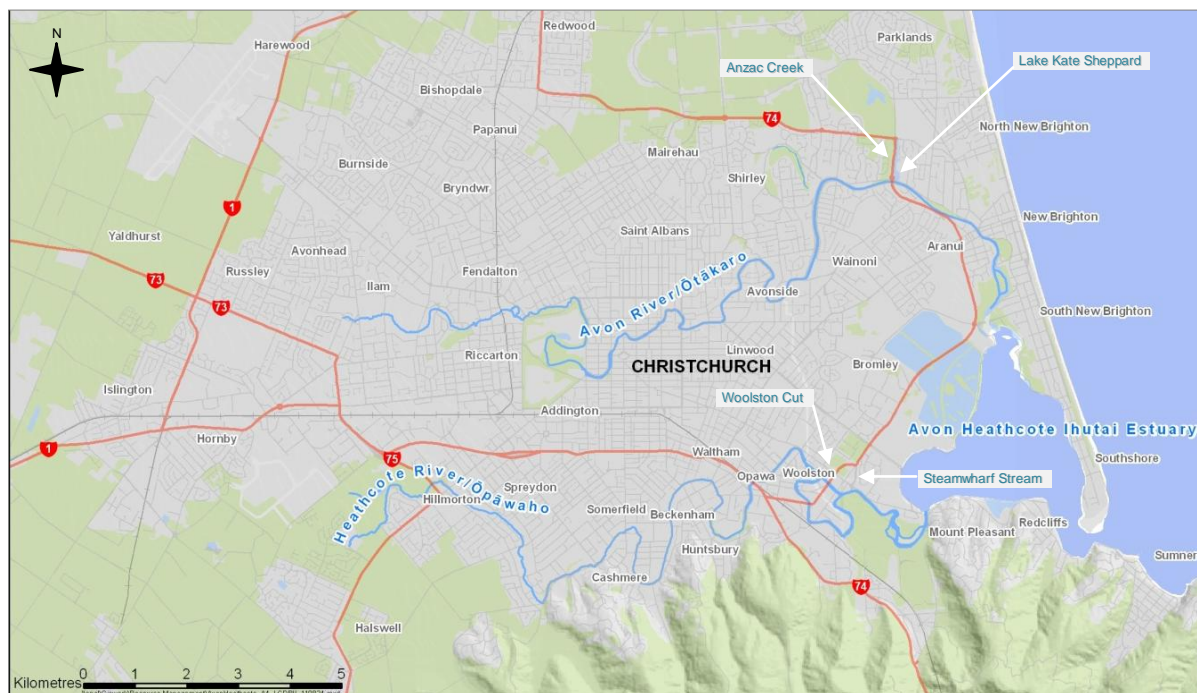 N
Redwood
Harewood
Parklands
Anzac Creek
Lake Kate Sheppard
Bishopdale
74
Papanui
North New Brighton
Mairehau
Burnside
Shirley
Bryndwr
1
New Brighton
Yaldhurst
Saint Albans
Avonhead
Aranui
Wainoni
73
Russley
Fendalton
Ilam
Avonside
73
Avon River/Ōtākaro
South New Brighton
Linwood
Riccarton
CHRISTCHURCH
Bromley
Islington
Woolston Cut
Addington
Avon Heathcote Ihutai Estuary
Hornby
1
75
Waltham
Southshore
Opawa
Woolston
Steamwharf Stream
Heathcote River/Ōpāwaho
Spreydon
Hillmorton
Somerfield
Beckenham
Redcliffs
Mount Pleasant
Huntsbury
Sumner
Cashmere
74
Halswell
Kilometres
0 1 2 3 4 5